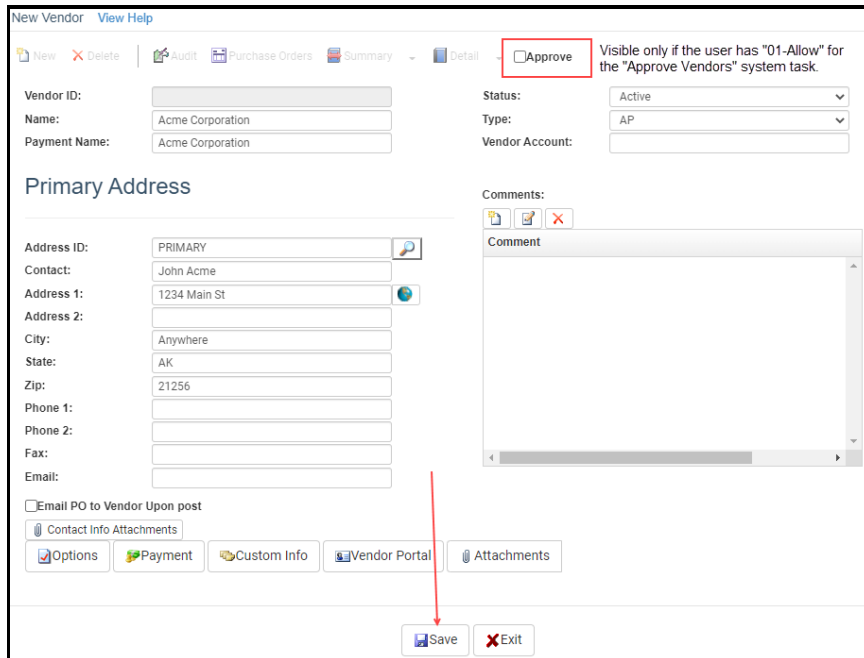 New Vendor View Help
New Delete Audit Purchase Orders Summary Detail Approve
Visible only if the user has "01-Allow" for
the "Approve Vendors" system task.
Vendor ID:
Name: Acme Corporation
Payment Name: Acme Corporation
Status: Active
Type: AP
Vendor Account:
Primary Address
Comments:
Comment
Address ID: PRIMARY
Contact: John Acme
Address 1: 1234 Main St
Address 2:
City: Anywhere
State: AK
Zip: 21256
Phone 1:
Phone 2:
Fax:
Email:
Email PO to Vendor Upon post
Contact Info Attachments
Options Payment Custom Info Vendor Portal Attachments
Save Exit